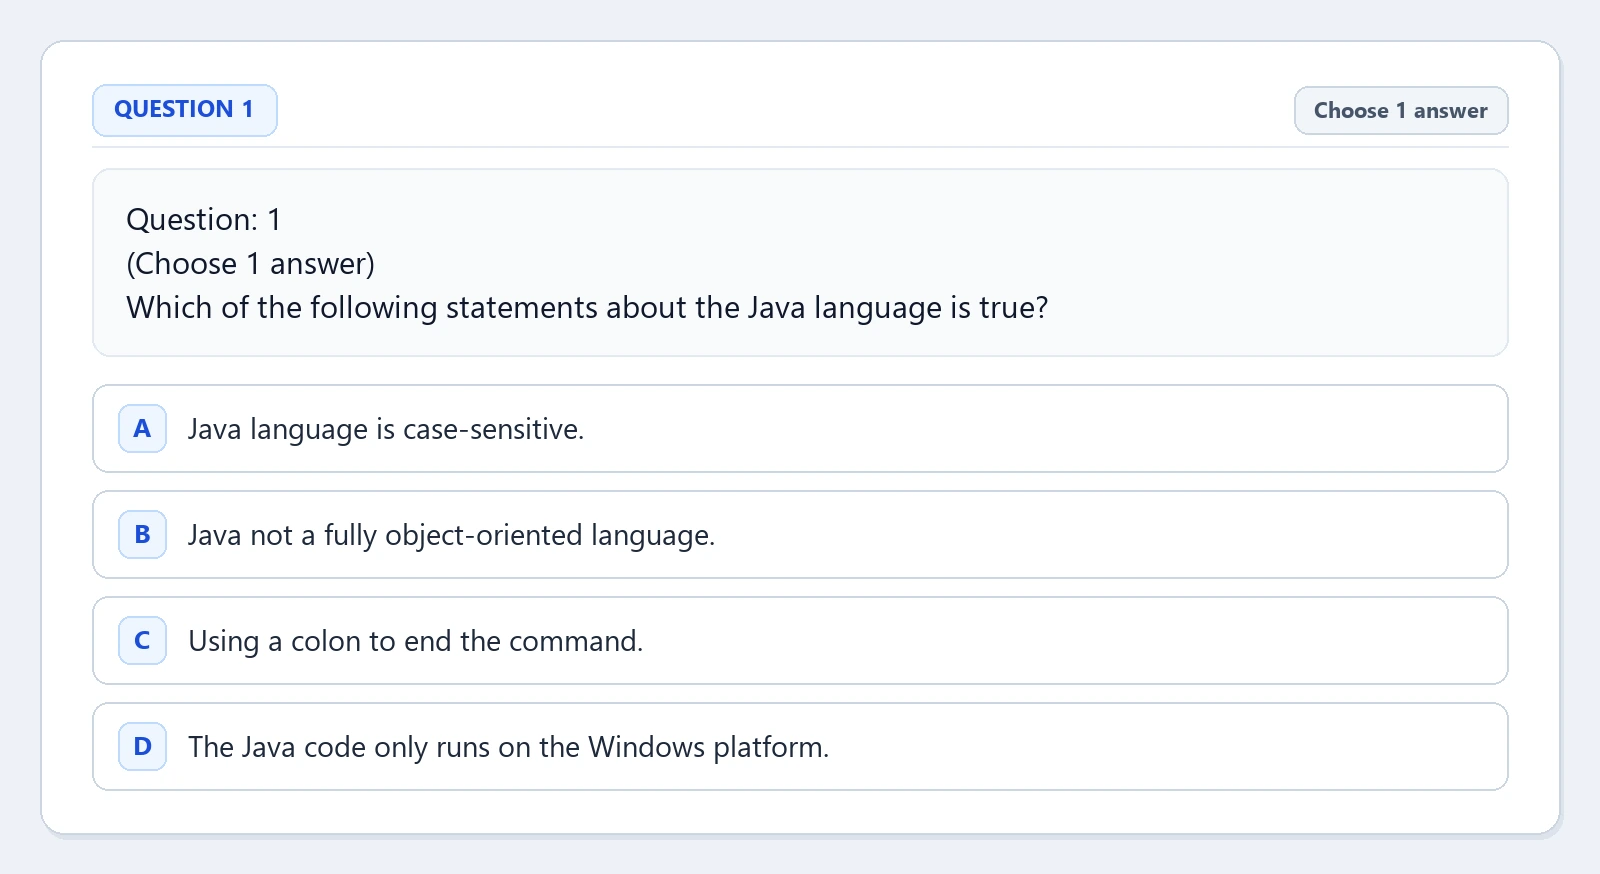 QUESTION 1
Choose 1 answer
Question: 1
(Choose 1 answer)
Which of the following statements about the Java language is true?
A Java language is case-sensitive.
B Java not a fully object-oriented language.
C Using a colon to end the command.
D The Java code only runs on the Windows platform.